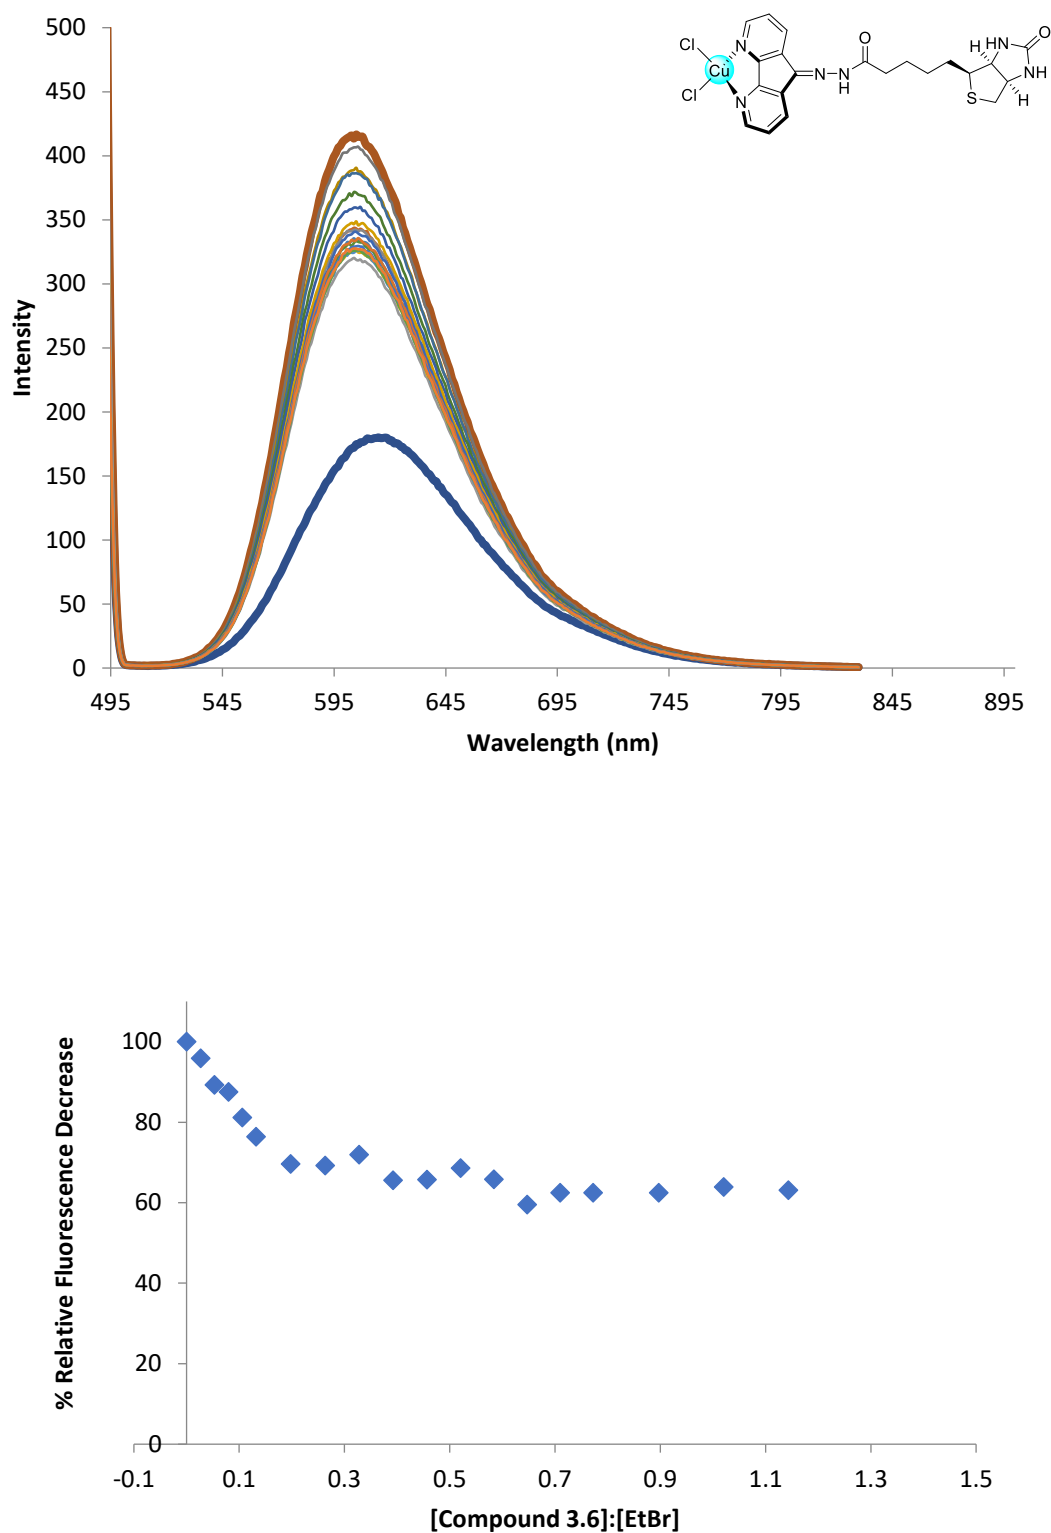 500
450
400
350
300
250
200
150
100
50
0
Intensity
495 545 595 645 695 745 795 845 895
Wavelength (nm)
Cl
Cl
Cu
N
N
N
NH
O
H
HN
O
NH
S
H
100
80
60
40
20
0
% Relative Fluorescence Decrease
-0.1 0.1 0.3 0.5 0.7 0.9 1.1 1.3 1.5
[Compound 3.6]:[EtBr]